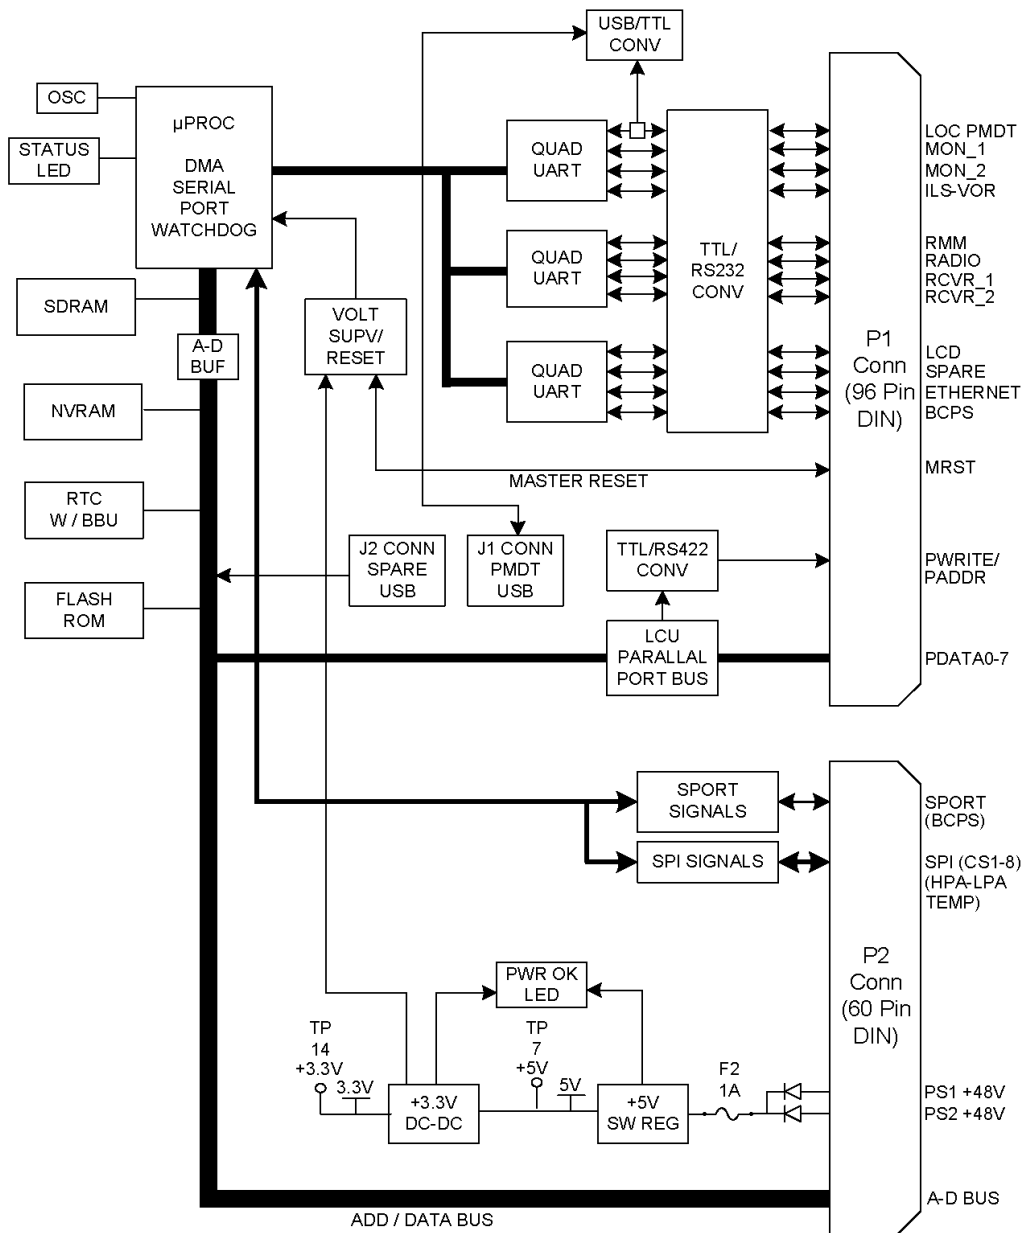 USB/TTL
CONV
OSC
STATUS
LED
µPROC
DMA
SERIAL
PORT
WATCHDOG
QUAD
UART
QUAD
UART
QUAD
UART
TTL/
RS232
CONV
P1
Conn
(96 Pin
DIN)
LOC PMDT
MON_1
MON_2
ILS-VOR
RMM
RADIO
RCVR_1
RCVR_2
LCD
SPARE
ETHERNET
BCPS
MRST
PWRITE/
PADDR
PDATA0-7
SDRAM
A-D
BUF
VOLT
SUPV/
RESET
NVRAM
RTC
W / BBU
FLASH
ROM
MASTER RESET
J2 CONN
SPARE
USB
J1 CONN
PMDT
USB
TTL/RS422
CONV
LCU
PARALLAL
PORT BUS
SPORT
SIGNALS
SPI SIGNALS
SPORT
(BCPS)
SPI (CS1-8)
(HPA-LPA
TEMP)
P2
Conn
(60 Pin
DIN)
PWR OK
LED
TP
14
+3.3V
3.3V
+3.3V
DC-DC
TP
7
+5V
5V
+5V
SW REG
F2
1A
PS1 +48V
PS2 +48V
A-D BUS
ADD / DATA BUS